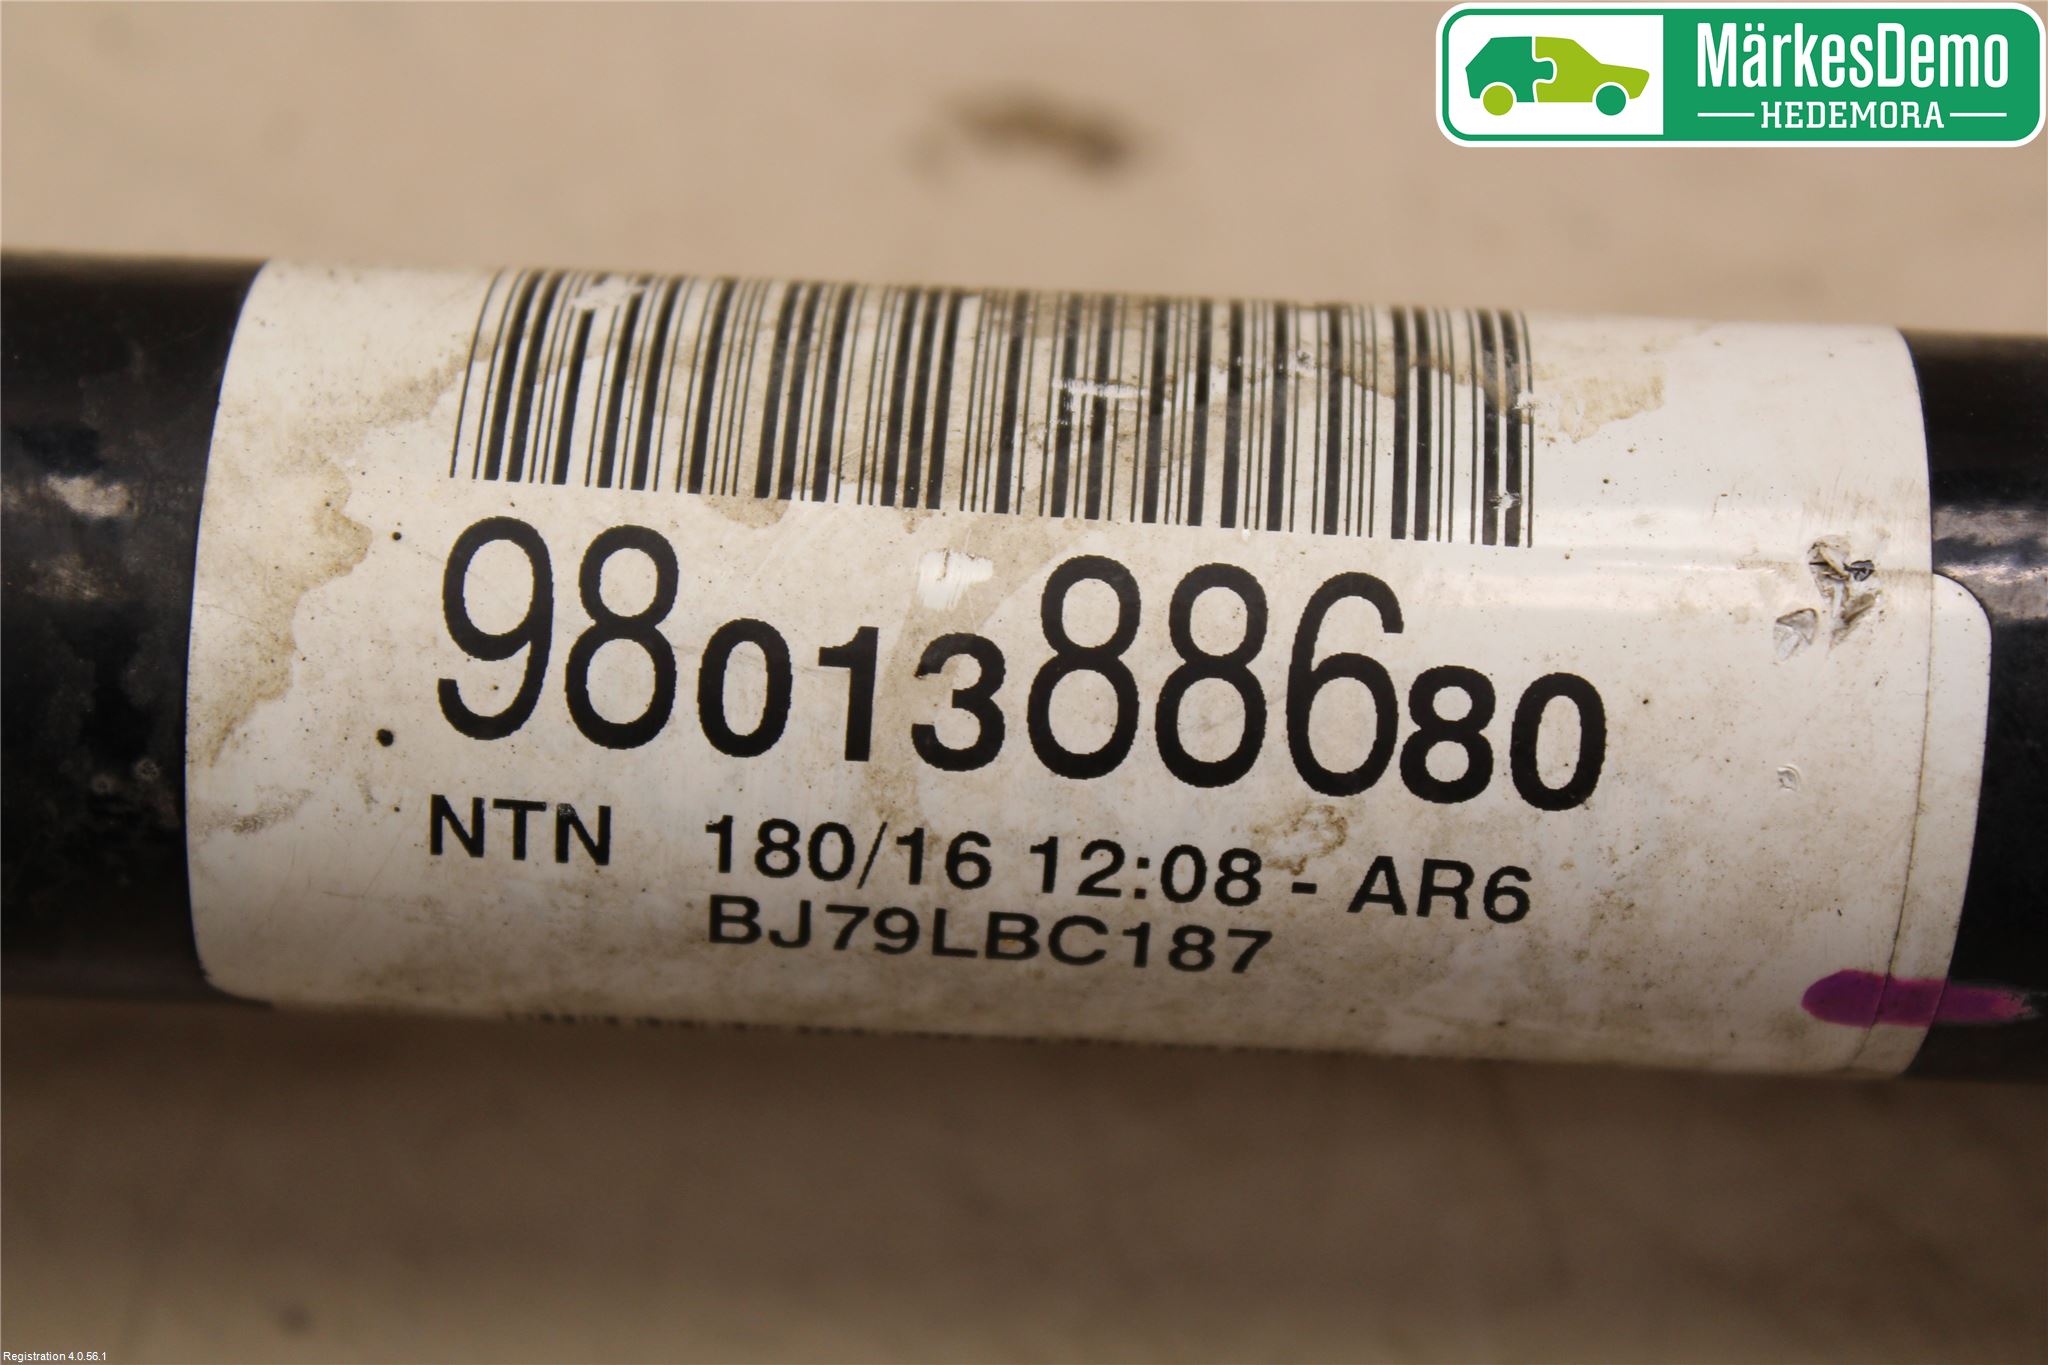 MärkesDemo
HEDEMORA
9801388680
NTN 180/16 12:08 - AR6
BJ79LBC187
Registration 4.0.56.1